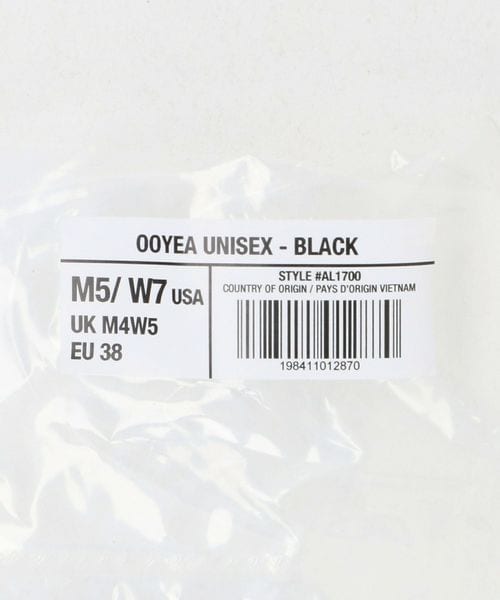 OOYEA UNISEX - BLACK
M5/ W7 USA
UK M4W5
EU 38
STYLE #AL1700
COUNTRY OF ORIGIN / PAYS D'ORIGIN VIETNAM
198411012870